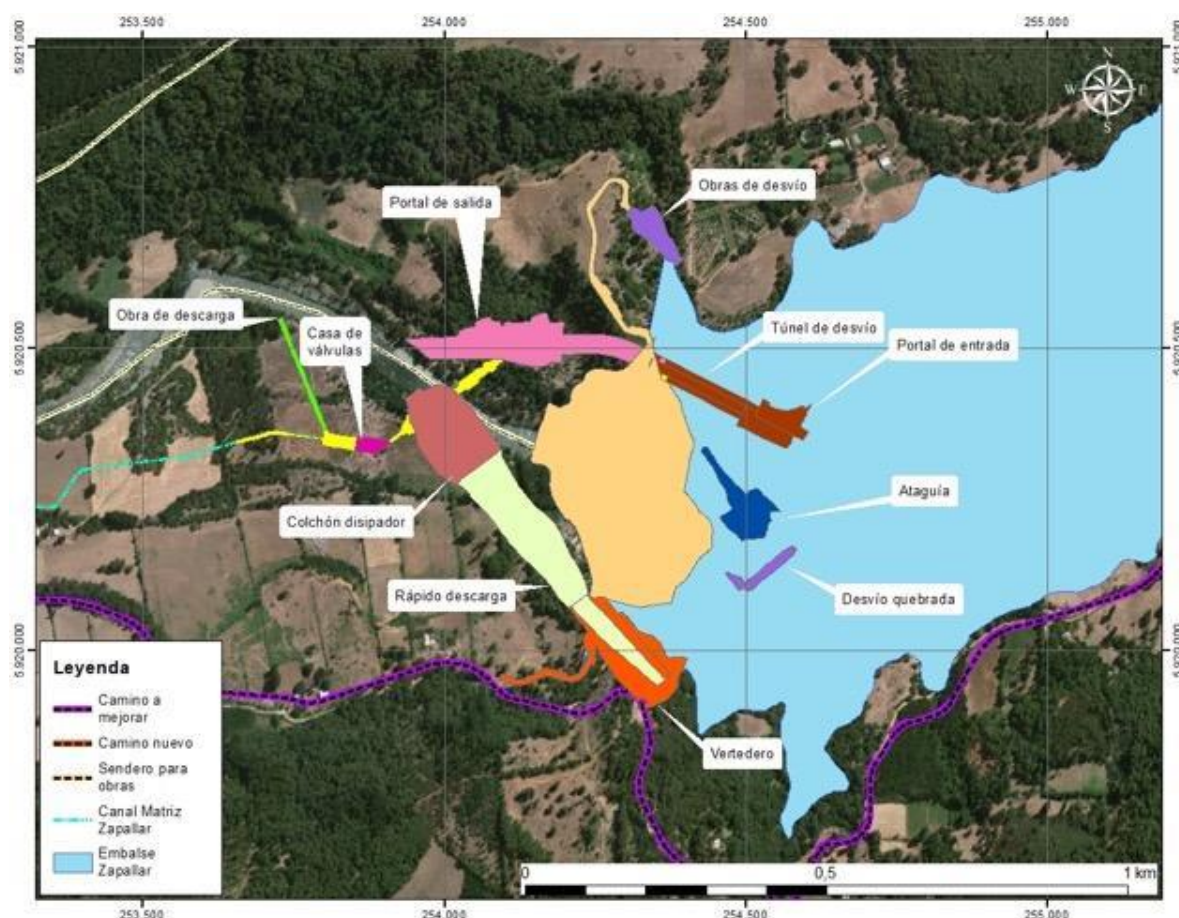 253.500
254.000
254.500
255.000
5.921.000
5.921.000
N
W
E
S
Obras de desvío
Portal de salida
Obra de descarga
Casa de
válvulas
Túnel de desvío
Portal de entrada
5.920.500
5.920.500
Ataguía
Colchón disipador
Rápido descarga
Desvío quebrada
5.920.000
5.920.000
Leyenda
Camino a
mejorar
Camino nuevo
Sendero para
obras
Canal Matriz
Zapallar
Embalse
Zapallar
Vertedero
0
0,5
1 km
253.500
254.000
254.500
255.000